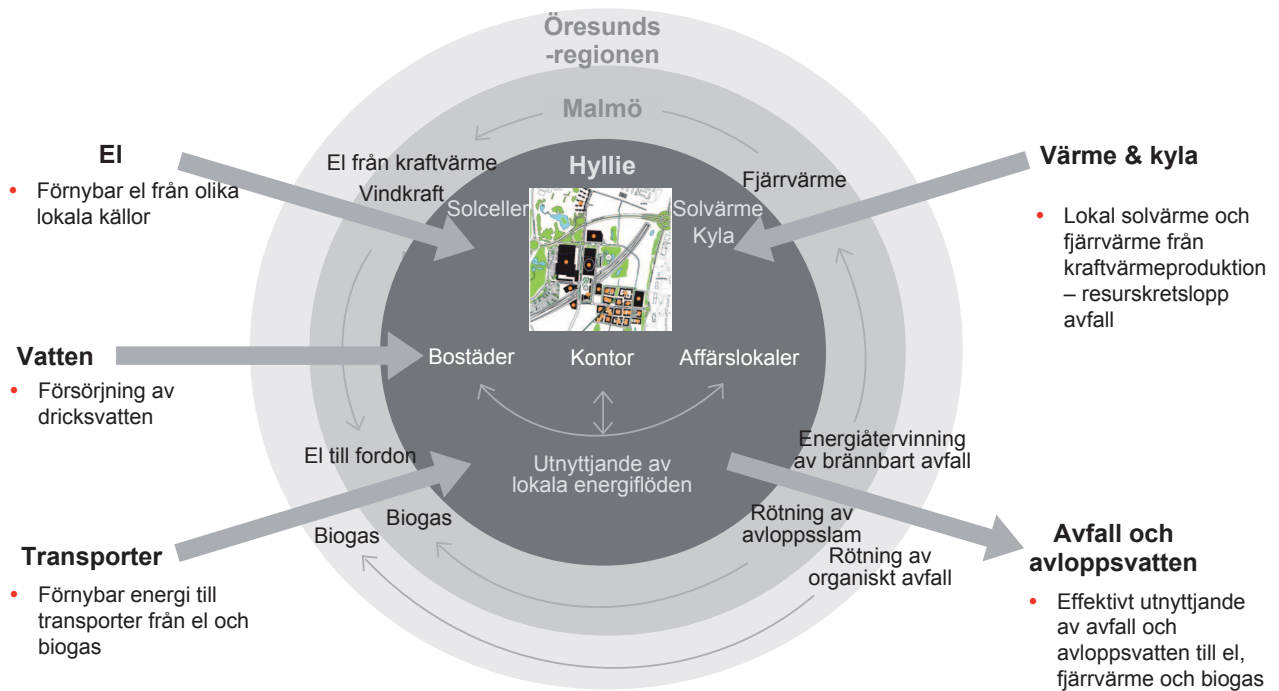 Öresunds
-regionen
Malmö
Hyllie
El
• Förnybar el från olika
lokala källor
El från kraftvärme
Vindkraft
Solceller
Fjärrvärme
Solvärme
Kyla
Värme & kyla
• Lokal solvärme och
fjärrvärme från
kraftvärmeproduktion
– resurskretslopp
avfall
Vatten
• Försörjning av
dricksvatten
Bostäder
Kontor
Affärslokaler
Utnyttjande av
lokala energiflöden
El till fordon
Energiåtervinning
av brännbart avfall
Transporter
• Förnybar energi till
transporter från el och
biogas
Biogas
Biogas
Rötning av
avloppsslam
Rötning av
organiskt avfall
Avfall och
avloppsvatten
• Effektivt utnyttjande
av avfall och
avloppsvatten till el,
fjärrvärme och biogas